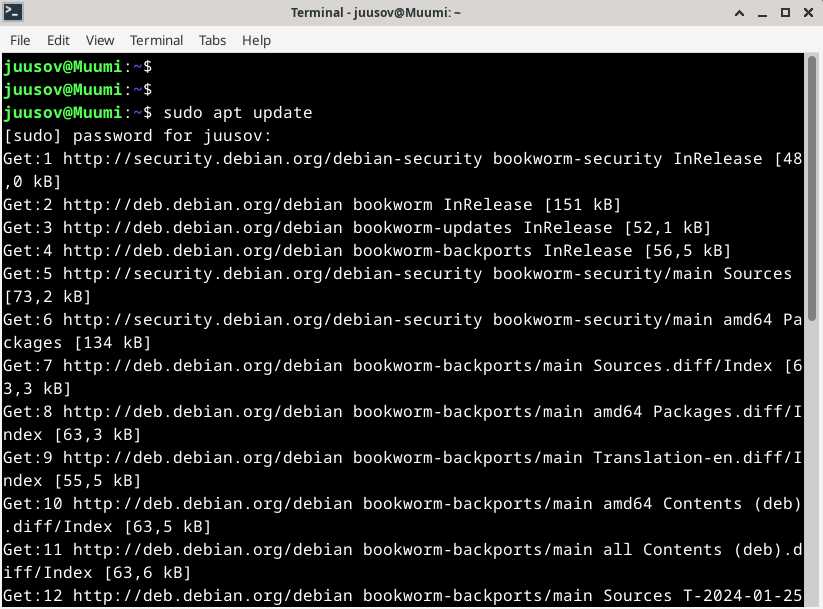 Terminal - juusov@Muumi: ~
File Edit View Terminal Tabs Help
juusov@Muumi:~$
juusov@Muumi:~$
juusov@Muumi:~$ sudo apt update
[sudo] password for juusov:
Get:1 http://security.debian.org/debian-security bookworm-security InRelease [48
,0 kB]
Get:2 http://deb.debian.org/debian bookworm InRelease [151 kB]
Get:3 http://deb.debian.org/debian bookworm-updates InRelease [52,1 kB]
Get:4 http://deb.debian.org/debian bookworm-backports InRelease [56,5 kB]
Get:5 http://security.debian.org/debian-security bookworm-security/main Sources
[73,2 kB]
Get:6 http://security.debian.org/debian-security bookworm-security/main amd64 Pa
ckages [134 kB]
Get:7 http://deb.debian.org/debian bookworm-backports/main Sources.diff/Index [6
3,3 kB]
Get:8 http://deb.debian.org/debian bookworm-backports/main amd64 Packages.diff/I
ndex [63,3 kB]
Get:9 http://deb.debian.org/debian bookworm-backports/main Translation-en.diff/I
ndex [55,5 kB]
Get:10 http://deb.debian.org/debian bookworm-backports/main amd64 Contents (deb)
.diff/Index [63,5 kB]
Get:11 http://deb.debian.org/debian bookworm-backports/main all Contents (deb).d
iff/Index [63,6 kB]
Get:12 http://deb.debian.org/debian bookworm-backports/main Sources T-2024-01-25